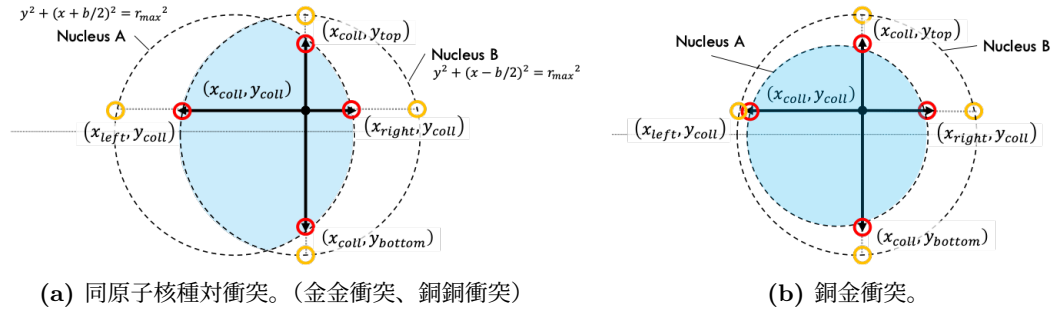 y² + (x + b/2)² = r_max²
Nucleus A
(x_coll, y_top)
Nucleus B
y² + (x − b/2)² = r_max²
(x_coll, y_coll)
(x_left, y_coll)
(x_right, y_coll)
(x_coll, y_bottom)
(a) 同原子核種対衝突。（金金衝突、銅銅衝突）
Nucleus A
(x_coll, y_top)
Nucleus B
(x_coll, y_coll)
(x_left, y_coll)
(x_right, y_coll)
(x_coll, y_bottom)
(b) 銅金衝突。